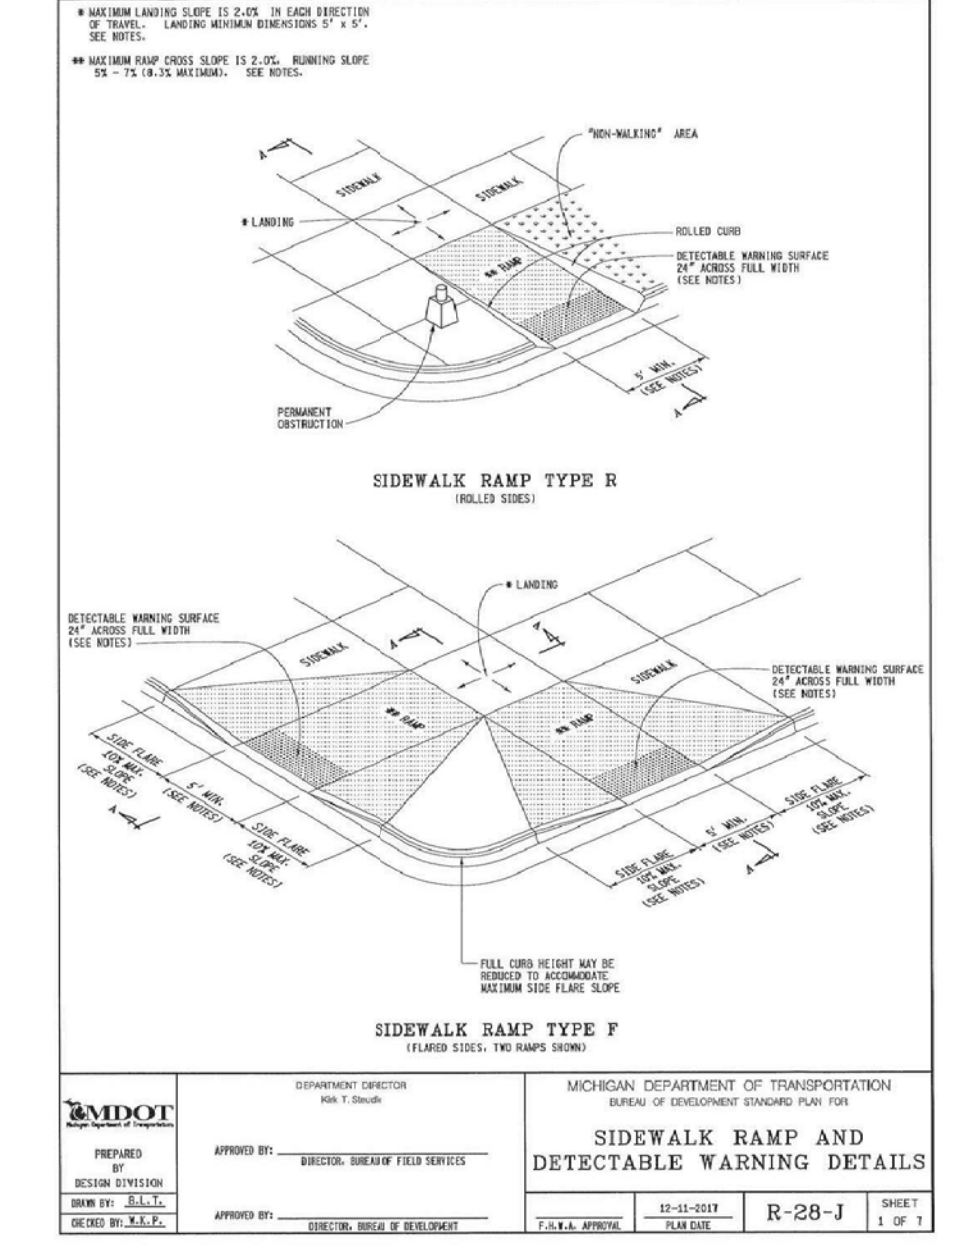 * MAXIMUM LANDING SLOPE IS 2.0% IN EACH DIRECTION
OF TRAVEL. LANDING MINIMUM DIMENSIONS 5' x 5'.
SEE NOTES.
** MAXIMUM RAMP CROSS SLOPE IS 2.0%. RUNNING SLOPE
5% - 7% (8.3% MAXIMUM). SEE NOTES.
"NON-WALKING" AREA
A
SIDEWALK
SIDEWALK
* LANDING
ROLLED CURB
** RAMP
DETECTABLE WARNING SURFACE
24" ACROSS FULL WIDTH
(SEE NOTES)
5' MIN.
(SEE NOTES)
A
PERMANENT
OBSTRUCTION
SIDEWALK RAMP TYPE R
(ROLLED SIDES)
* LANDING
DETECTABLE WARNING SURFACE
24" ACROSS FULL WIDTH
(SEE NOTES)
A
A
SIDEWALK
SIDEWALK
DETECTABLE WARNING SURFACE
24" ACROSS FULL WIDTH
(SEE NOTES)
** RAMP
** RAMP
SIDE FLARE
10% MAX.
SLOPE
(SEE NOTES)
5' MIN.
(SEE NOTES)
A
SIDE FLARE
10% MAX.
SLOPE
(SEE NOTES)
SIDE FLARE
10% MAX.
SLOPE
(SEE NOTES)
5' MIN.
(SEE NOTES)
A
SIDE FLARE
10% MAX.
SLOPE
(SEE NOTES)
FULL CURB HEIGHT MAY BE
REDUCED TO ACCOMMODATE
MAXIMUM SIDE FLARE SLOPE
SIDEWALK RAMP TYPE F
(FLARED SIDES, TWO RAMPS SHOWN)
MDOT
Michigan Department of Transportation
PREPARED
BY
DESIGN DIVISION
DRAWN BY: B.L.T.
CHECKED BY: W.K.P.
DEPARTMENT DIRECTOR
Kirk T. Steudle
APPROVED BY:
DIRECTOR, BUREAU OF FIELD SERVICES
APPROVED BY:
DIRECTOR, BUREAU OF DEVELOPMENT
MICHIGAN DEPARTMENT OF TRANSPORTATION
BUREAU OF DEVELOPMENT STANDARD PLAN FOR
SIDEWALK RAMP AND
DETECTABLE WARNING DETAILS
F.H.W.A. APPROVAL
12-11-2017
PLAN DATE
R-28-J
SHEET
1 OF 7